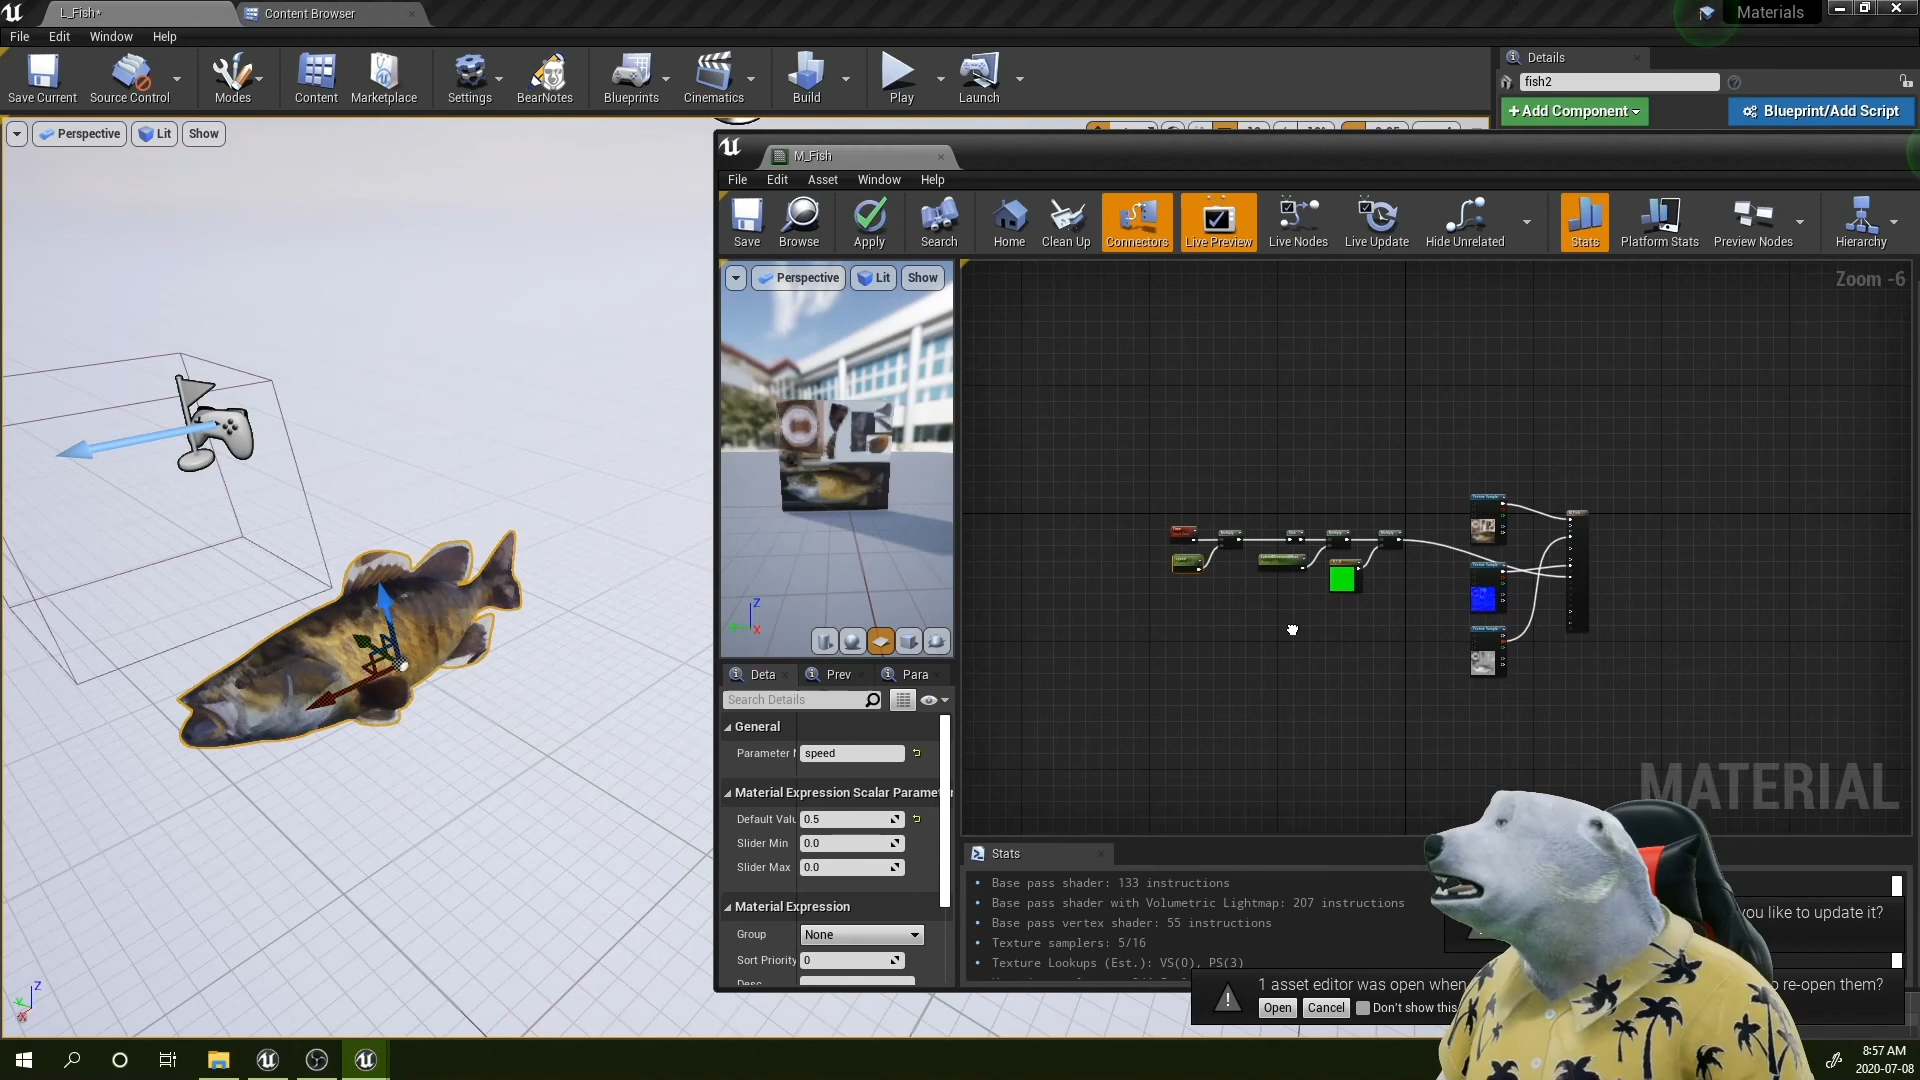 L_Fish*
Content Browser
Materials
File Edit Window Help
Save Current
Source Control
Modes
Content
Marketplace
Settings
BearNotes
Blueprints
Cinematics
Build
Play
Launch
Details
fish2
+Add Component
Blueprint/Add Script
Perspective
Lit
Show
M_Fish
File Edit Asset Window Help
Save
Browse
Apply
Search
Home
Clean Up
Connectors
Live Preview
Live Nodes
Live Update
Hide Unrelated
Stats
Platform Stats
Preview Nodes
Hierarchy
Perspective
Lit
Show
Zoom -6
Z
X
Deta
Prev
Para
Search Details
General
Parameter N
speed
Material Expression Scalar Paramet
Default Valu
0.5
Slider Min
0.0
Slider Max
0.0
Material Expression
Group
None
Sort Priority
0
Desc
MATERIAL
Stats
• Base pass shader: 133 instructions
• Base pass shader with Volumetric Lightmap: 207 instructions
• Base pass vertex shader: 55 instructions
• Texture samplers: 5/16
• Texture Lookups (Est.): VS(0), PS(3)
you like to update it?
1 asset editor was open when
o re-open them?
Open
Cancel
Don't show this
Z
Y
X
8:57 AM
2020-07-08